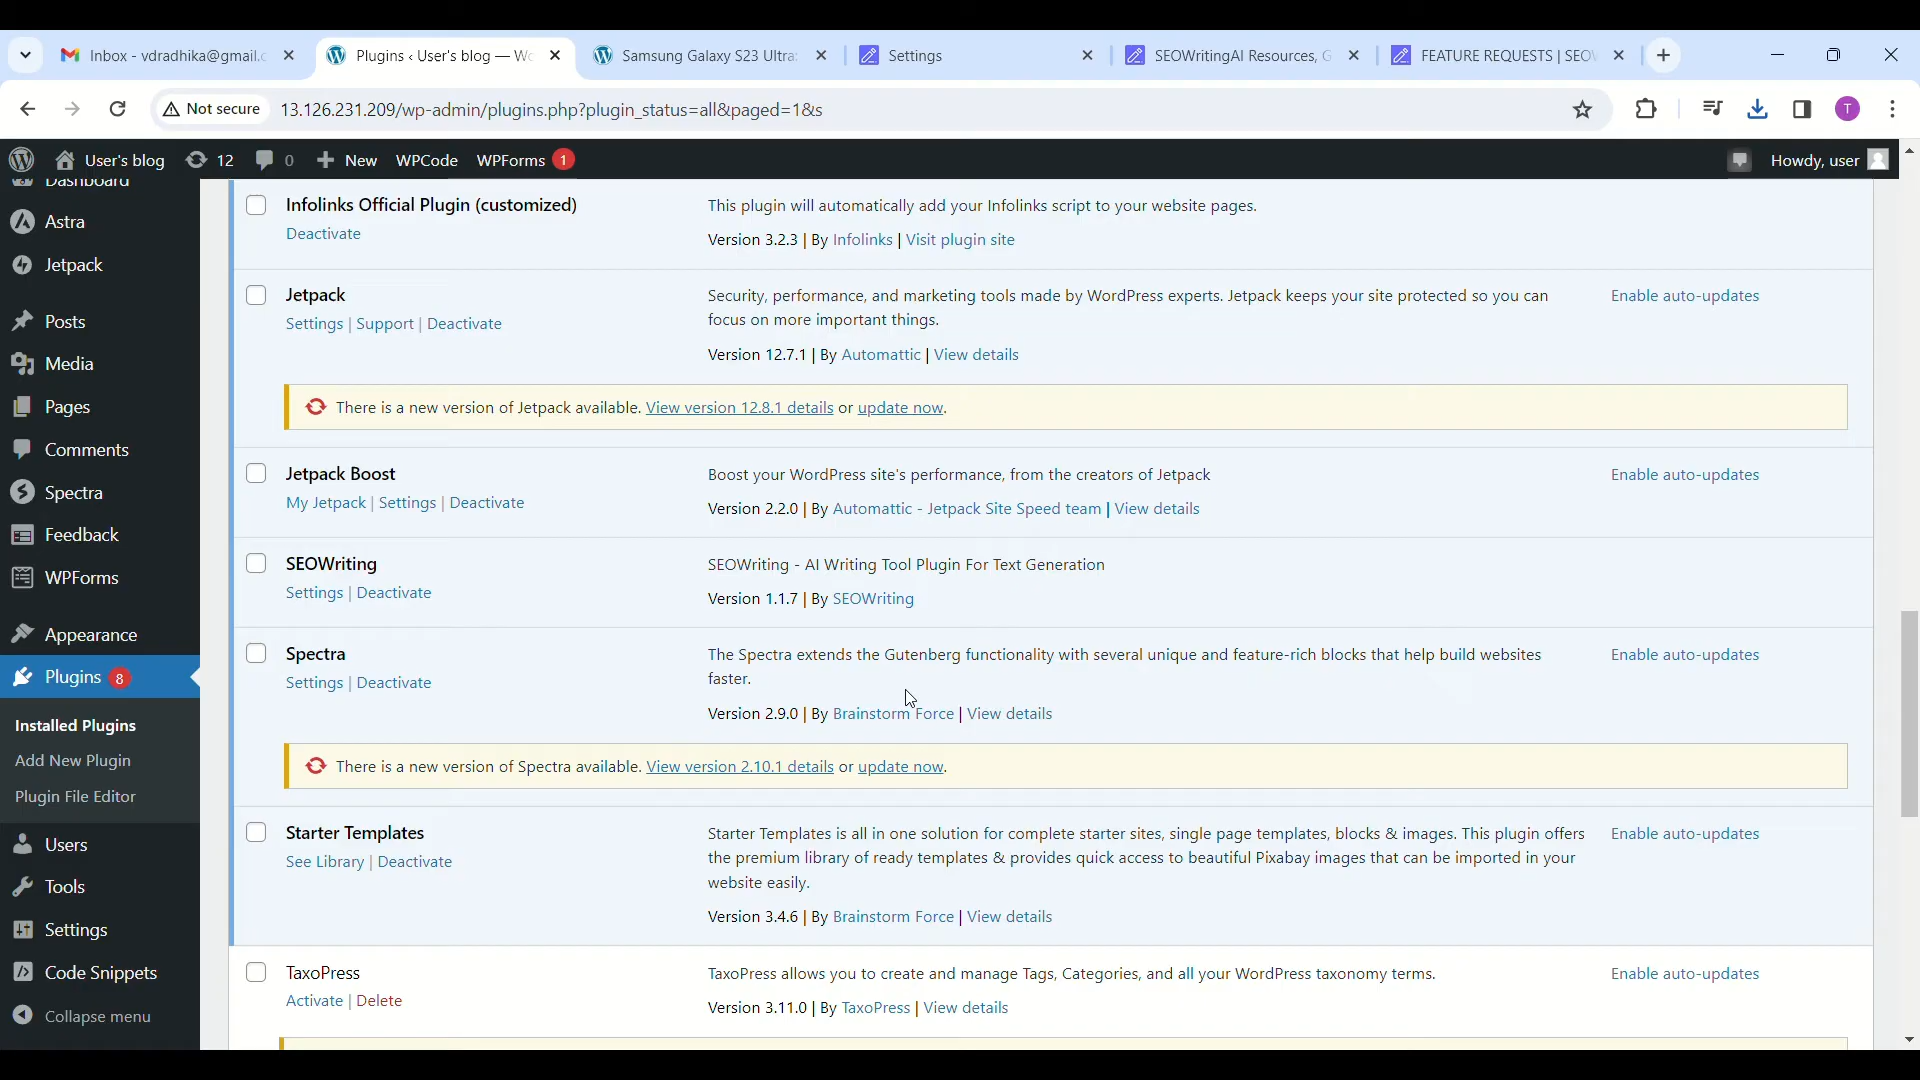 Inbox - vdradhika@gmail.c
Plugins ‹ User's blog — Wo
Samsung Galaxy S23 Ultra:
Settings
SEOWritingAI Resources, G
FEATURE REQUESTS | SEOW
Not secure
13.126.231.209/wp-admin/plugins.php?plugin_status=all&paged=1&s
T
User's blog
12
0
New
WPCode
WPForms 1
Howdy, user
Dashboard
Astra
Jetpack
Posts
Media
Pages
Comments
Spectra
Feedback
WPForms
Appearance
Plugins 8
Installed Plugins
Add New Plugin
Plugin File Editor
Users
Tools
Settings
Code Snippets
Collapse menu
Infolinks Official Plugin (customized)
Deactivate
This plugin will automatically add your Infolinks script to your website pages.
Version 3.2.3 | By Infolinks | Visit plugin site
Jetpack
Settings | Support | Deactivate
Security, performance, and marketing tools made by WordPress experts. Jetpack keeps your site protected so you can
focus on more important things.
Version 12.7.1 | By Automattic | View details
Enable auto-updates
There is a new version of Jetpack available. View version 12.8.1 details or update now.
Jetpack Boost
My Jetpack | Settings | Deactivate
Boost your WordPress site's performance, from the creators of Jetpack
Version 2.2.0 | By Automattic - Jetpack Site Speed team | View details
Enable auto-updates
SEOWriting
Settings | Deactivate
SEOWriting - AI Writing Tool Plugin For Text Generation
Version 1.1.7 | By SEOWriting
Spectra
Settings | Deactivate
The Spectra extends the Gutenberg functionality with several unique and feature-rich blocks that help build websites
faster.
Version 2.9.0 | By Brainstorm Force | View details
Enable auto-updates
There is a new version of Spectra available. View version 2.10.1 details or update now.
Starter Templates
See Library | Deactivate
Starter Templates is all in one solution for complete starter sites, single page templates, blocks & images. This plugin offers
the premium library of ready templates & provides quick access to beautiful Pixabay images that can be imported in your
website easily.
Version 3.4.6 | By Brainstorm Force | View details
Enable auto-updates
TaxoPress
Activate | Delete
TaxoPress allows you to create and manage Tags, Categories, and all your WordPress taxonomy terms.
Version 3.11.0 | By TaxoPress | View details
Enable auto-updates